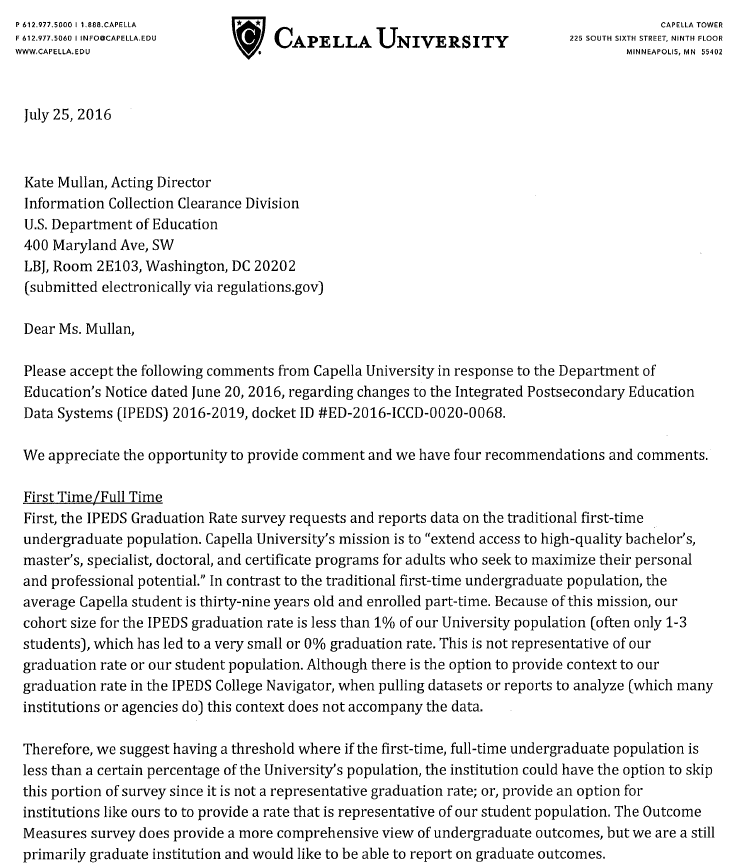 P 612.977.5000 I 1.888.CAPELLA
F 612.977.5060 I INFO@CAPELLA.EDU
WWW.CAPELLA.EDU
CAPELLA UNIVERSITY
CAPELLA TOWER
225 SOUTH SIXTH STREET, NINTH FLOOR
MINNEAPOLIS, MN 55402
July 25, 2016
Kate Mullan, Acting Director
Information Collection Clearance Division
U.S. Department of Education
400 Maryland Ave, SW
LBJ, Room 2E103, Washington, DC 20202
(submitted electronically via regulations.gov)
Dear Ms. Mullan,
Please accept the following comments from Capella University in response to the Department of
Education's Notice dated June 20, 2016, regarding changes to the Integrated Postsecondary Education
Data Systems (IPEDS) 2016-2019, docket ID #ED-2016-ICCD-0020-0068.
We appreciate the opportunity to provide comment and we have four recommendations and comments.
First Time/Full Time
First, the IPEDS Graduation Rate survey requests and reports data on the traditional first-time
undergraduate population. Capella University's mission is to "extend access to high-quality bachelor's,
master's, specialist, doctoral, and certificate programs for adults who seek to maximize their personal
and professional potential." In contrast to the traditional first-time undergraduate population, the
average Capella student is thirty-nine years old and enrolled part-time. Because of this mission, our
cohort size for the IPEDS graduation rate is less than 1% of our University population (often only 1-3
students), which has led to a very small or 0% graduation rate. This is not representative of our
graduation rate or our student population. Although there is the option to provide context to our
graduation rate in the IPEDS College Navigator, when pulling datasets or reports to analyze (which many
institutions or agencies do) this context does not accompany the data.
Therefore, we suggest having a threshold where if the first-time, full-time undergraduate population is
less than a certain percentage of the University's population, the institution could have the option to skip
this portion of survey since it is not a representative graduation rate; or, provide an option for
institutions like ours to to provide a rate that is representative of our student population. The Outcome
Measures survey does provide a more comprehensive view of undergraduate outcomes, but we are a still
primarily graduate institution and would like to be able to report on graduate outcomes.